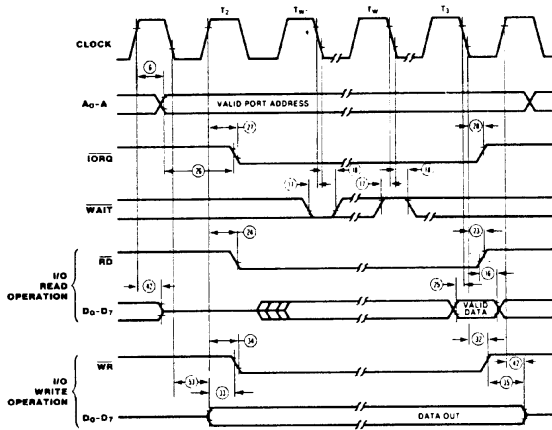 T2 Tw* Tw T3
CLOCK
6
A0-A VALID PORT ADDRESS
27 28
IORQ
26
17 18 17 18
WAIT
24 23
RD
I/O
READ
OPERATION
42 16
25
D0-D7 VALID
DATA
34 32
WR
42
I/O
WRITE
OPERATION
53 33 35
D0-D7 DATA OUT